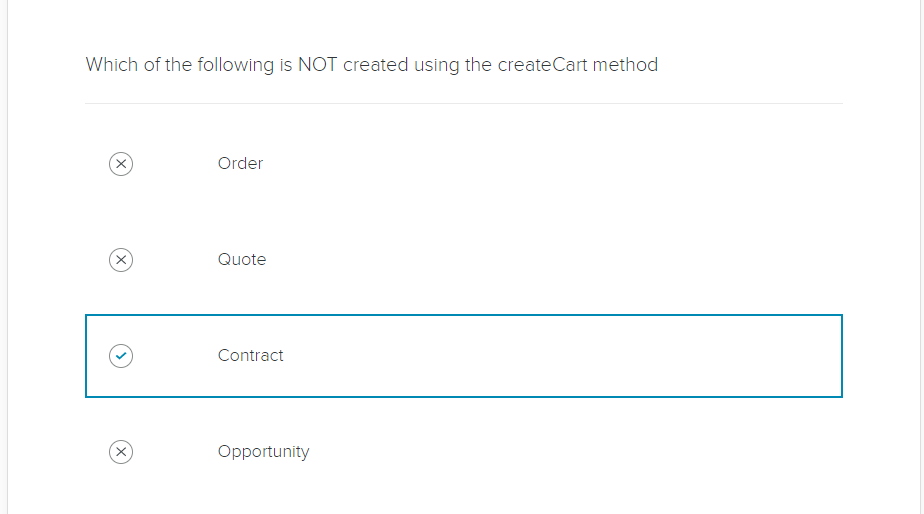 Which of the following is NOT created using the createCart method
Order
Quote
Contract
Opportunity